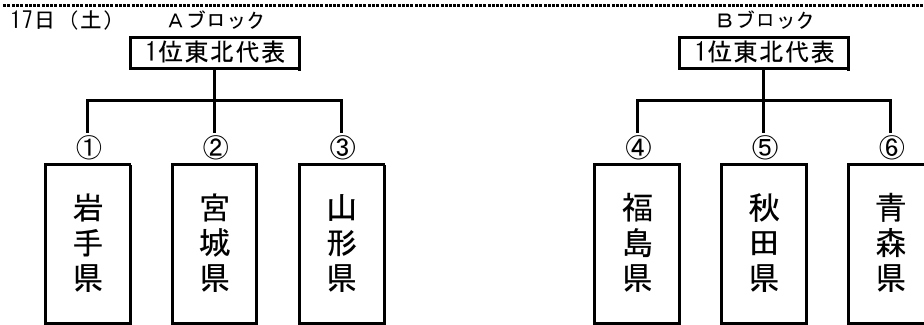 17日（土）
Aブロック
Bブロック
1位東北代表
1位東北代表
①
②
③
④
⑤
⑥
岩手県
宮城県
山形県
福島県
秋田県
青森県